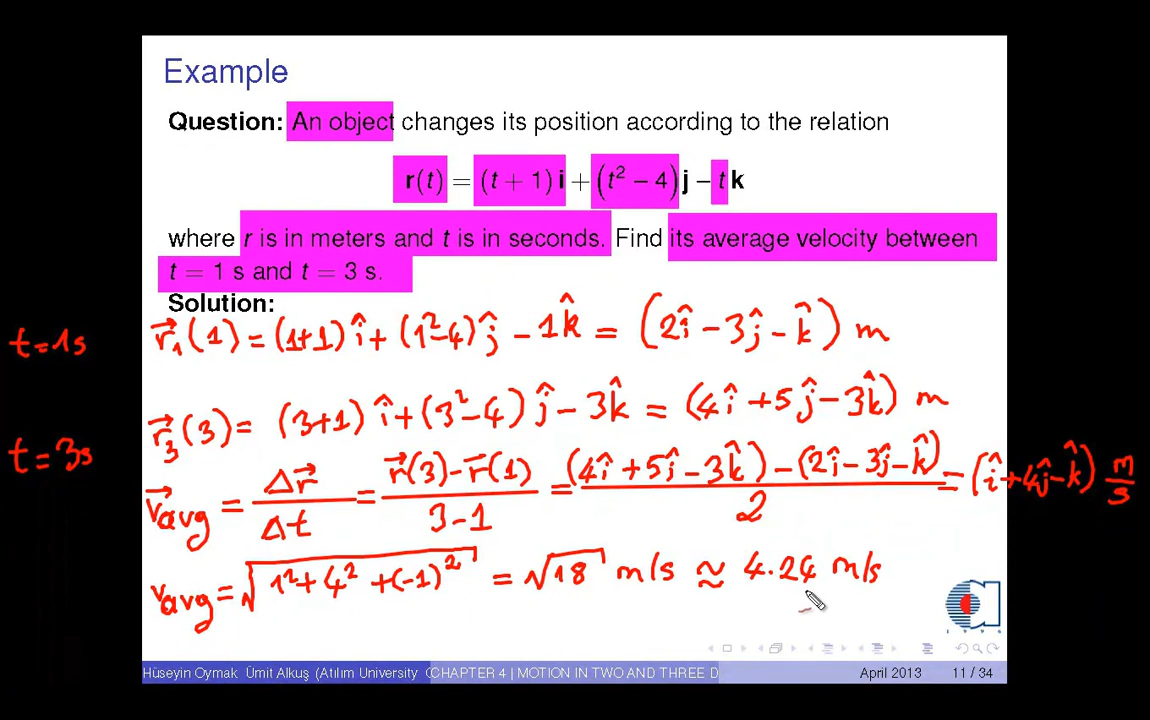 Example
Question: An object changes its position according to the relation
r(t) = (t + 1) i + (t² − 4) j − t k
where r is in meters and t is in seconds. Find its average velocity between
t = 1 s and t = 3 s.
Solution:
t=1s r⃗₁(1) = (1+1)î + (1²-4)ĵ - 1k̂ = (2î - 3ĵ - k̂) m
t=3s r⃗₃(3) = (3+1)î + (3²-4)ĵ - 3k̂ = (4î + 5ĵ - 3k̂) m
v⃗avg = Δr⃗/Δt = (r⃗(3) - r⃗(1))/(3-1) = ((4î + 5ĵ - 3k̂) - (2î - 3ĵ - k̂))/2 = (î + 4ĵ - k̂) m/s
vavg = √(1² + 4² + (-1)²) = √18 m/s ≈ 4.24 m/s
1996
Hüseyin Oymak, Ümit Alkuş (Atılım University CHAPTER 4 | MOTION IN TWO AND THREE D April 2013 11 / 34